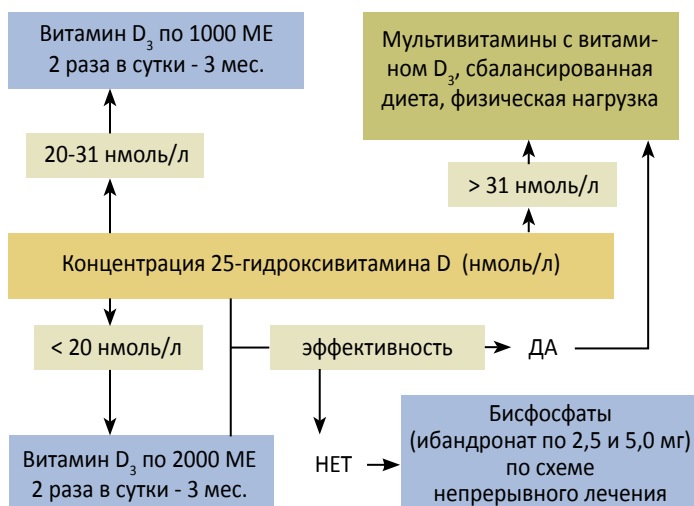 Витамин D₃ по 1000 МЕ
2 раза в сутки - 3 мес.
Мультивитамины с витами-
ном D₃, сбалансированная
диета, физическая нагрузка
20-31 нмоль/л
> 31 нмоль/л
Концентрация 25-гидроксивитамина D (нмоль/л)
< 20 нмоль/л
эффективность
ДА
Витамин D₃ по 2000 МЕ
2 раза в сутки - 3 мес.
НЕТ
Бисфосфаты
(ибандронат по 2,5 и 5,0 мг)
по схеме
непрерывного лечения